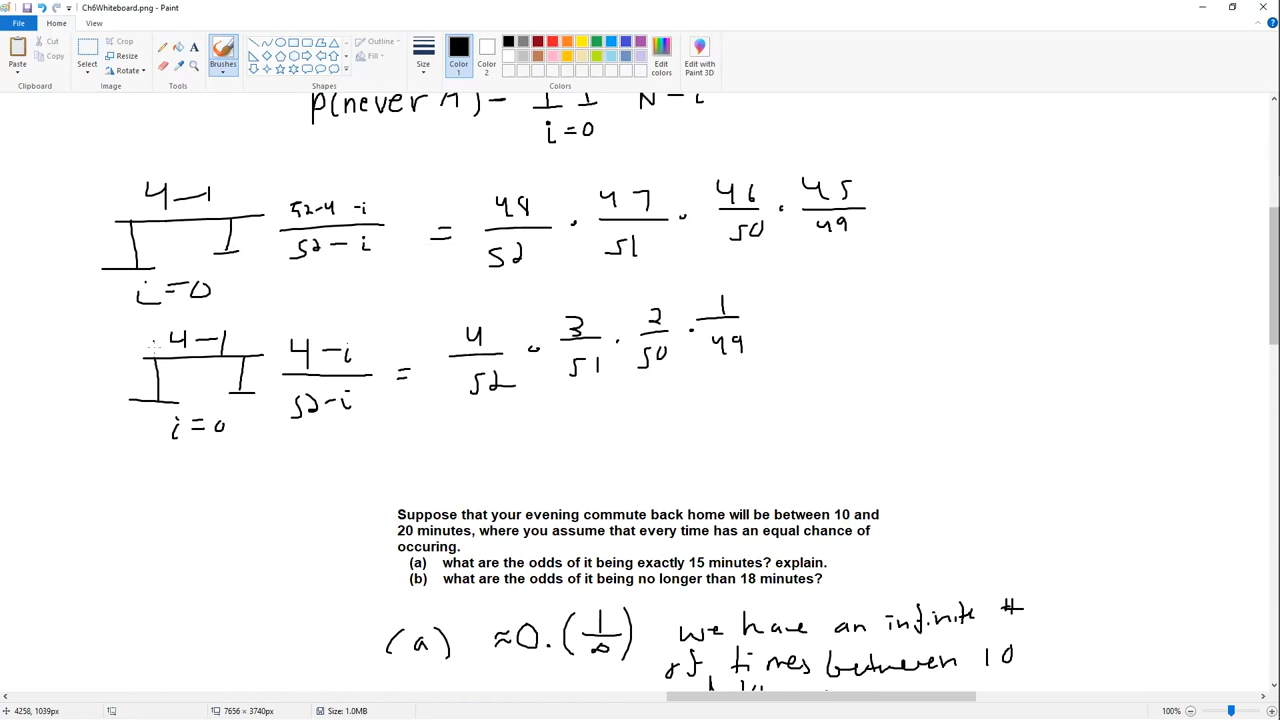 Ch6Whiteboard.png - Paint
File Home View
Paste
Cut
Copy
Clipboard
Select
Crop
Resize
Rotate
Image
Tools
Brushes
Outline
Fill
Shapes
Size
Color 1
Color 2
Edit colors
Edit with Paint 3D
Colors
P(never A) = N - i
i = 0
4-1 52-4-i / 52-i = 48/52 · 47/51 · 46/50 · 45/49
i = 0
4-1 4-i / 52-i = 4/52 · 3/51 · 2/50 · 1/49
i = 0
Suppose that your evening commute back home will be between 10 and
20 minutes, where you assume that every time has an equal chance of
occuring.
(a) what are the odds of it being exactly 15 minutes? explain.
(b) what are the odds of it being no longer than 18 minutes?
(a) ≈0. (1/∞) we have an infinite #
of times between 10
4258, 1039px
7656 × 3740px
Size: 1.0MB
100%